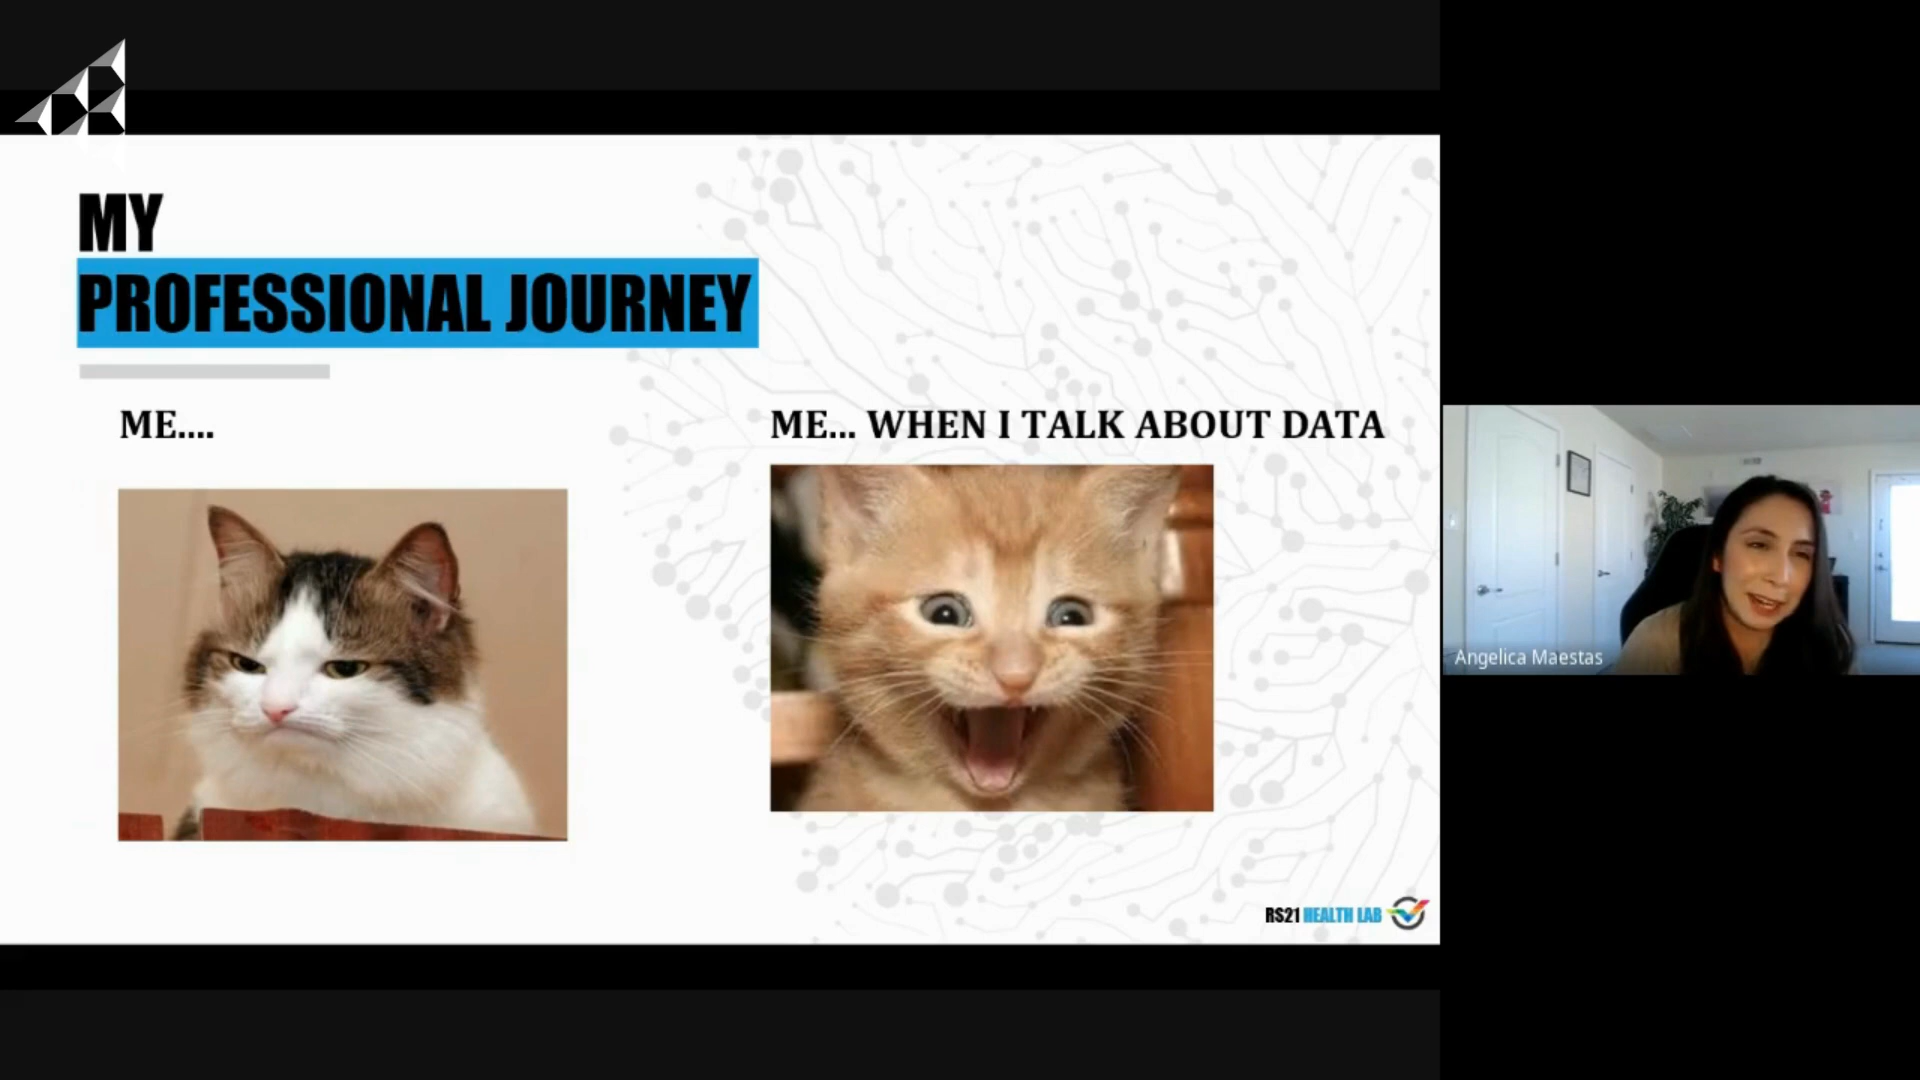 MY
PROFESSIONAL JOURNEY
ME....
ME... WHEN I TALK ABOUT DATA
Angelica Maestas
RS21 HEALTH LAB